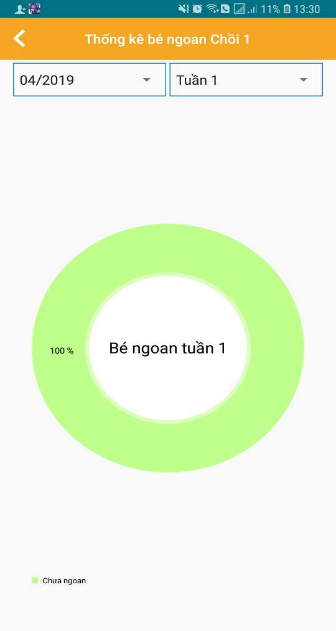 11% 13:30
Thống kê bé ngoan Chồi 1
04/2019
Tuần 1
100 %
Bé ngoan tuần 1
Chưa ngoan